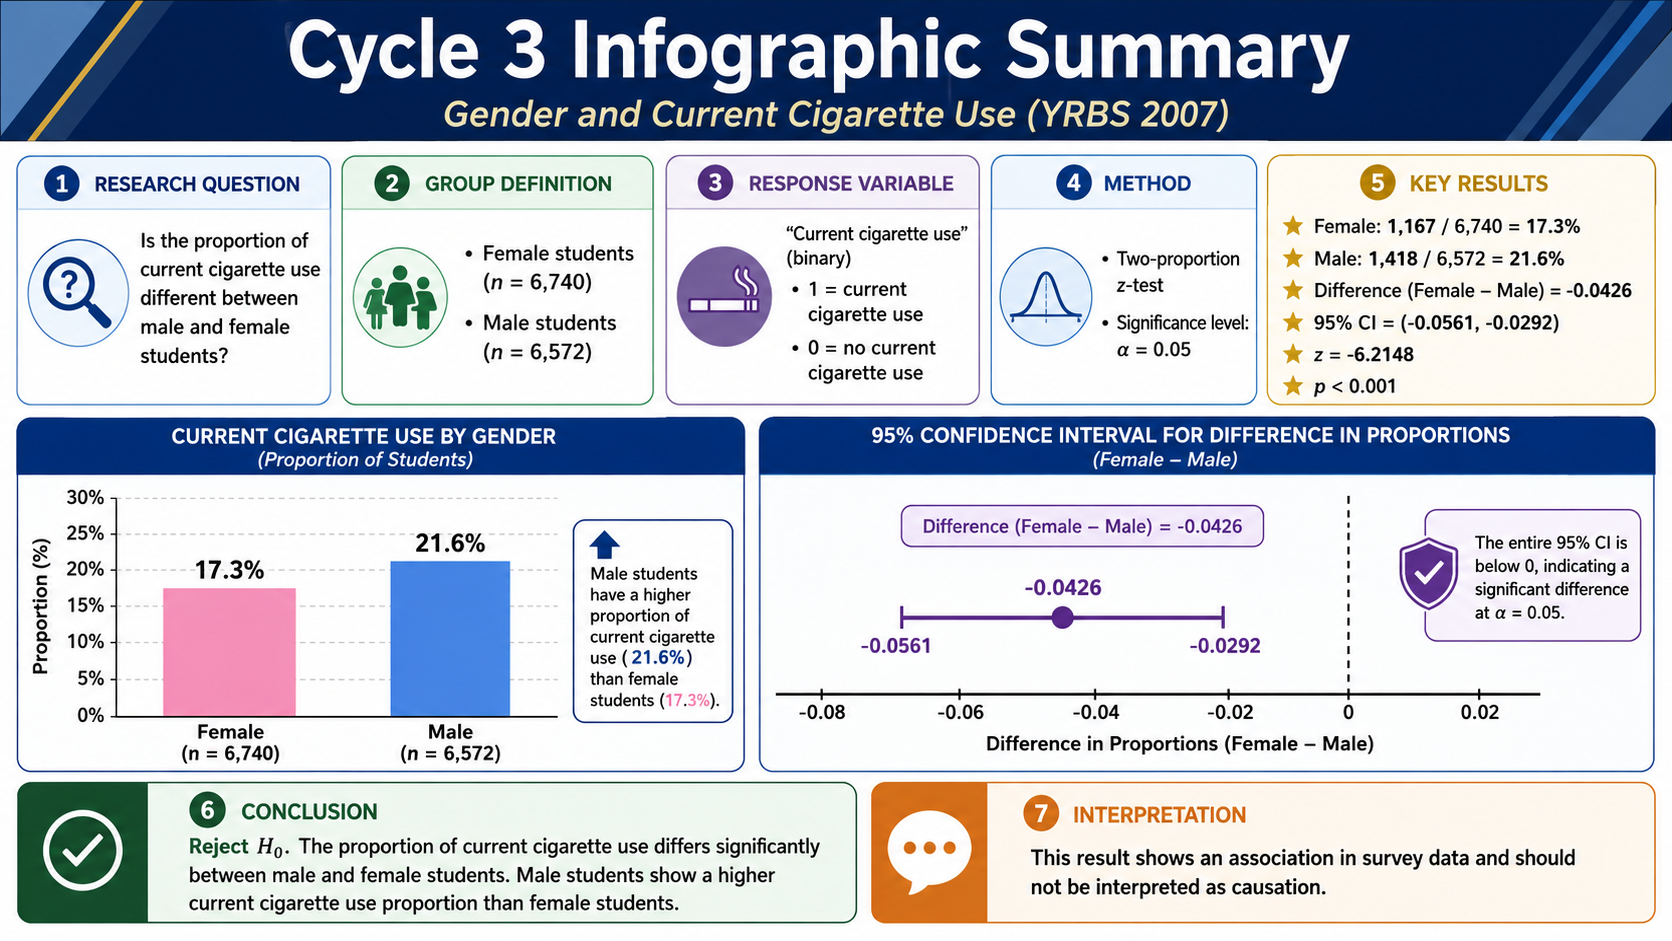 Cycle 3 Infographic Summary
Gender and Current Cigarette Use (YRBS 2007)
1 RESEARCH QUESTION
?
Is the proportion of
current cigarette use
different between
male and female
students?
2 GROUP DEFINITION
• Female students
(n = 6,740)
• Male students
(n = 6,572)
3 RESPONSE VARIABLE
“Current cigarette use”
(binary)
• 1 = current
cigarette use
• 0 = no current
cigarette use
4 METHOD
• Two-proportion
z-test
• Significance level:
α = 0.05
5 KEY RESULTS
Female: 1,167 / 6,740 = 17.3%
Male: 1,418 / 6,572 = 21.6%
Difference (Female – Male) = -0.0426
95% CI = (-0.0561, -0.0292)
z = -6.2148
p < 0.001
CURRENT CIGARETTE USE BY GENDER
(Proportion of Students)
Proportion (%)
30%
25%
20%
15%
10%
5%
0%
17.3%
21.6%
Female
(n = 6,740)
Male
(n = 6,572)
Male students
have a higher
proportion of
current cigarette
use ( 21.6%)
than female
students (17.3%).
95% CONFIDENCE INTERVAL FOR DIFFERENCE IN PROPORTIONS
(Female – Male)
Difference (Female – Male) = -0.0426
-0.0426
-0.0561
-0.0292
The entire 95% CI is
below 0, indicating a
significant difference
at α = 0.05.
-0.08
-0.06
-0.04
-0.02
0
0.02
Difference in Proportions (Female – Male)
6 CONCLUSION
Reject H₀. The proportion of current cigarette use differs significantly
between male and female students. Male students show a higher
current cigarette use proportion than female students.
7 INTERPRETATION
This result shows an association in survey data and should
not be interpreted as causation.